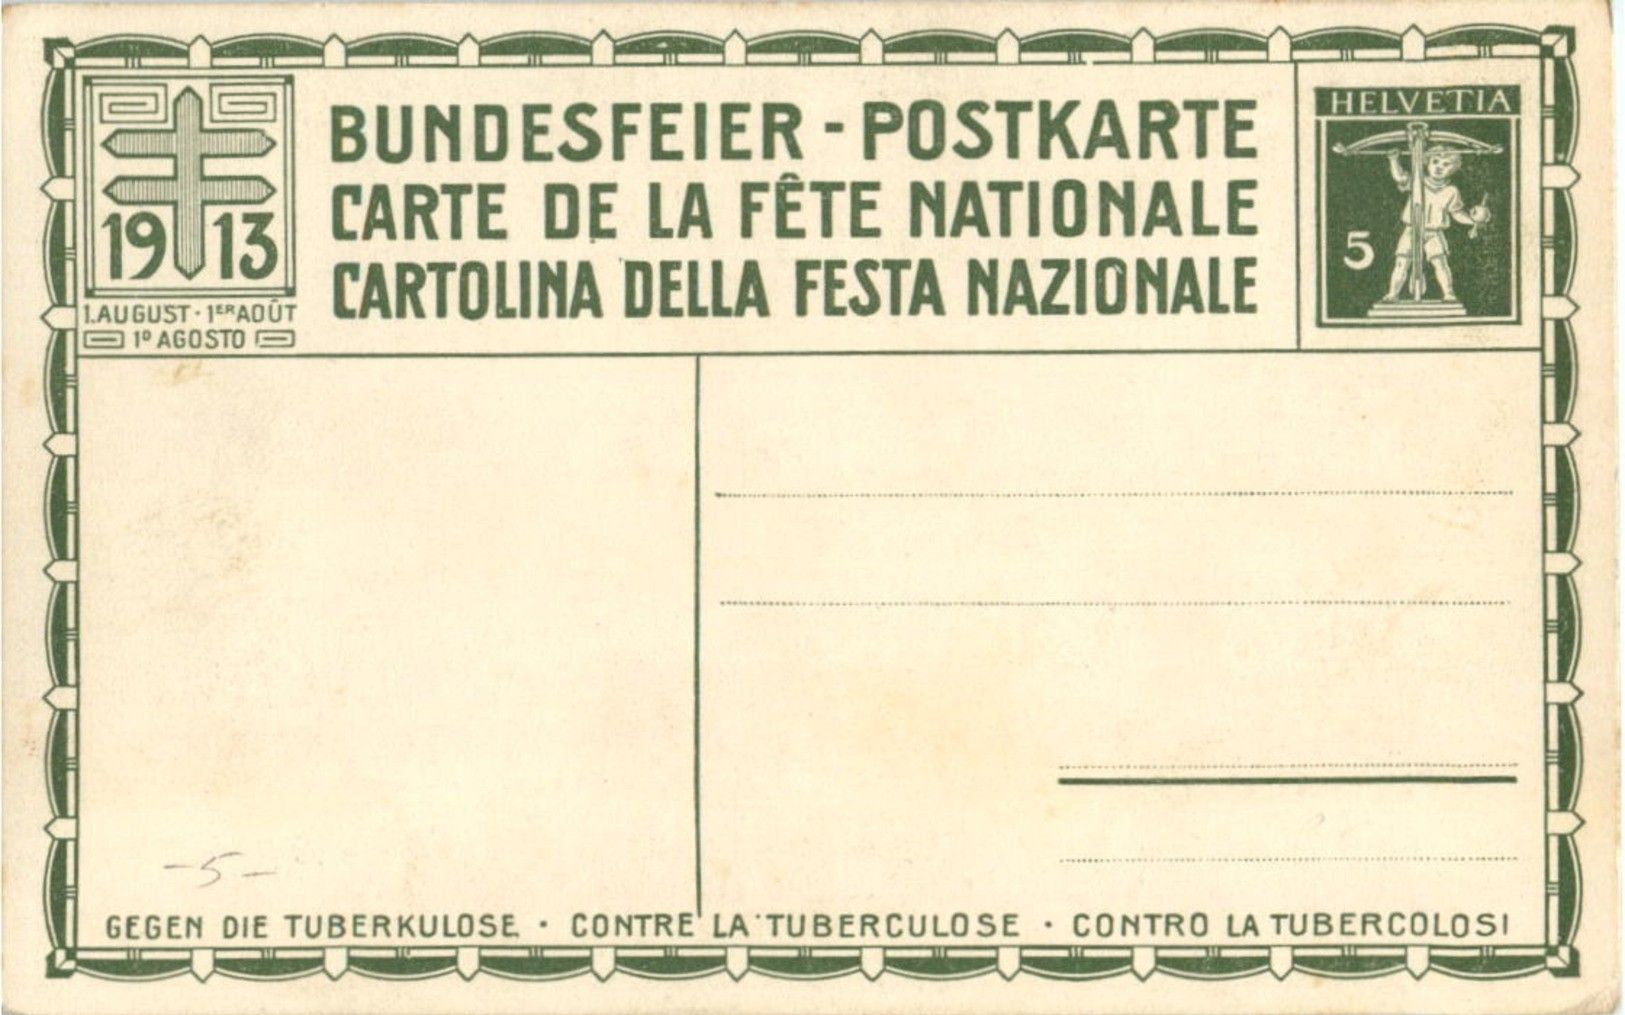 BUNDESFEIER - POSTKARTE
CARTE DE LA FÊTE NATIONALE
CARTOLINA DELLA FESTA NAZIONALE
1913
1. AUGUST · 1ER AOÛT
1º AGOSTO
HELVETIA
5
-5-
GEGEN DIE TUBERKULOSE · CONTRE LA TUBERCULOSE · CONTRO LA TUBERCOLOSI